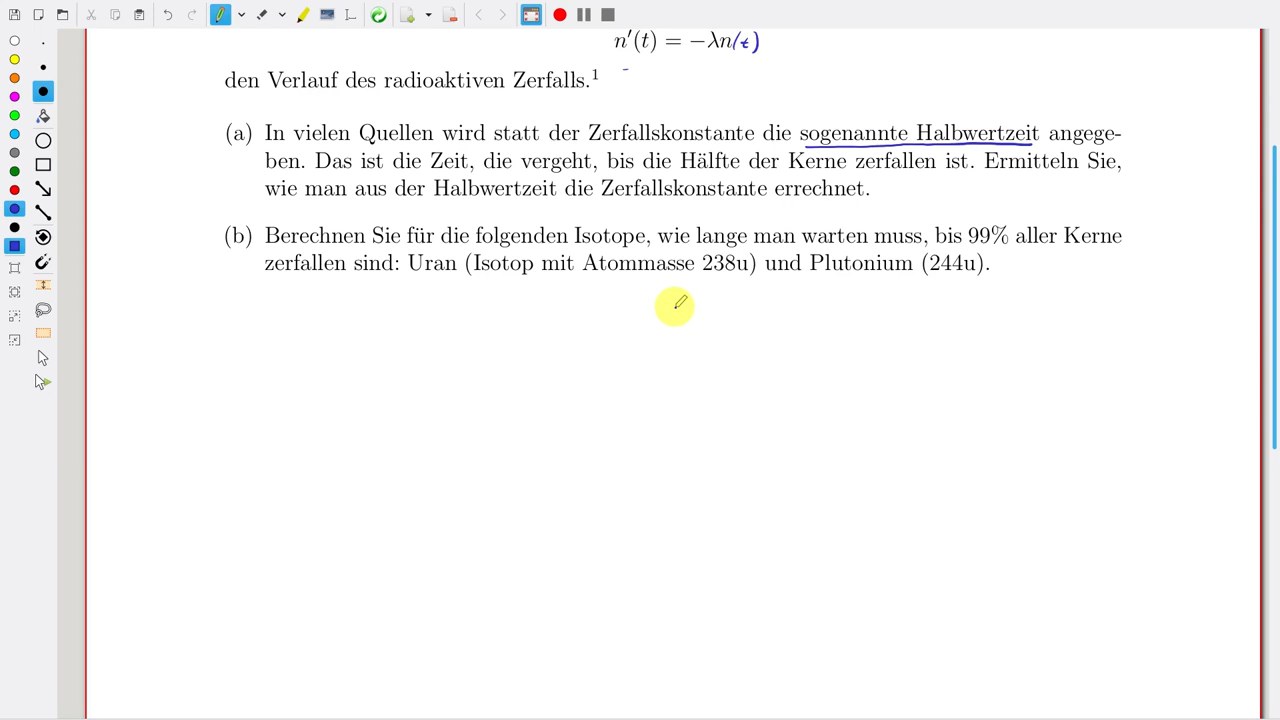 n′(t) = −λn(t)
den Verlauf des radioaktiven Zerfalls.¹
(a) In vielen Quellen wird statt der Zerfallskonstante die sogenannte Halbwertzeit angege-
ben. Das ist die Zeit, die vergeht, bis die Hälfte der Kerne zerfallen ist. Ermitteln Sie,
wie man aus der Halbwertzeit die Zerfallskonstante errechnet.
(b) Berechnen Sie für die folgenden Isotope, wie lange man warten muss, bis 99% aller Kerne
zerfallen sind: Uran (Isotop mit Atommasse 238u) und Plutonium (244u).